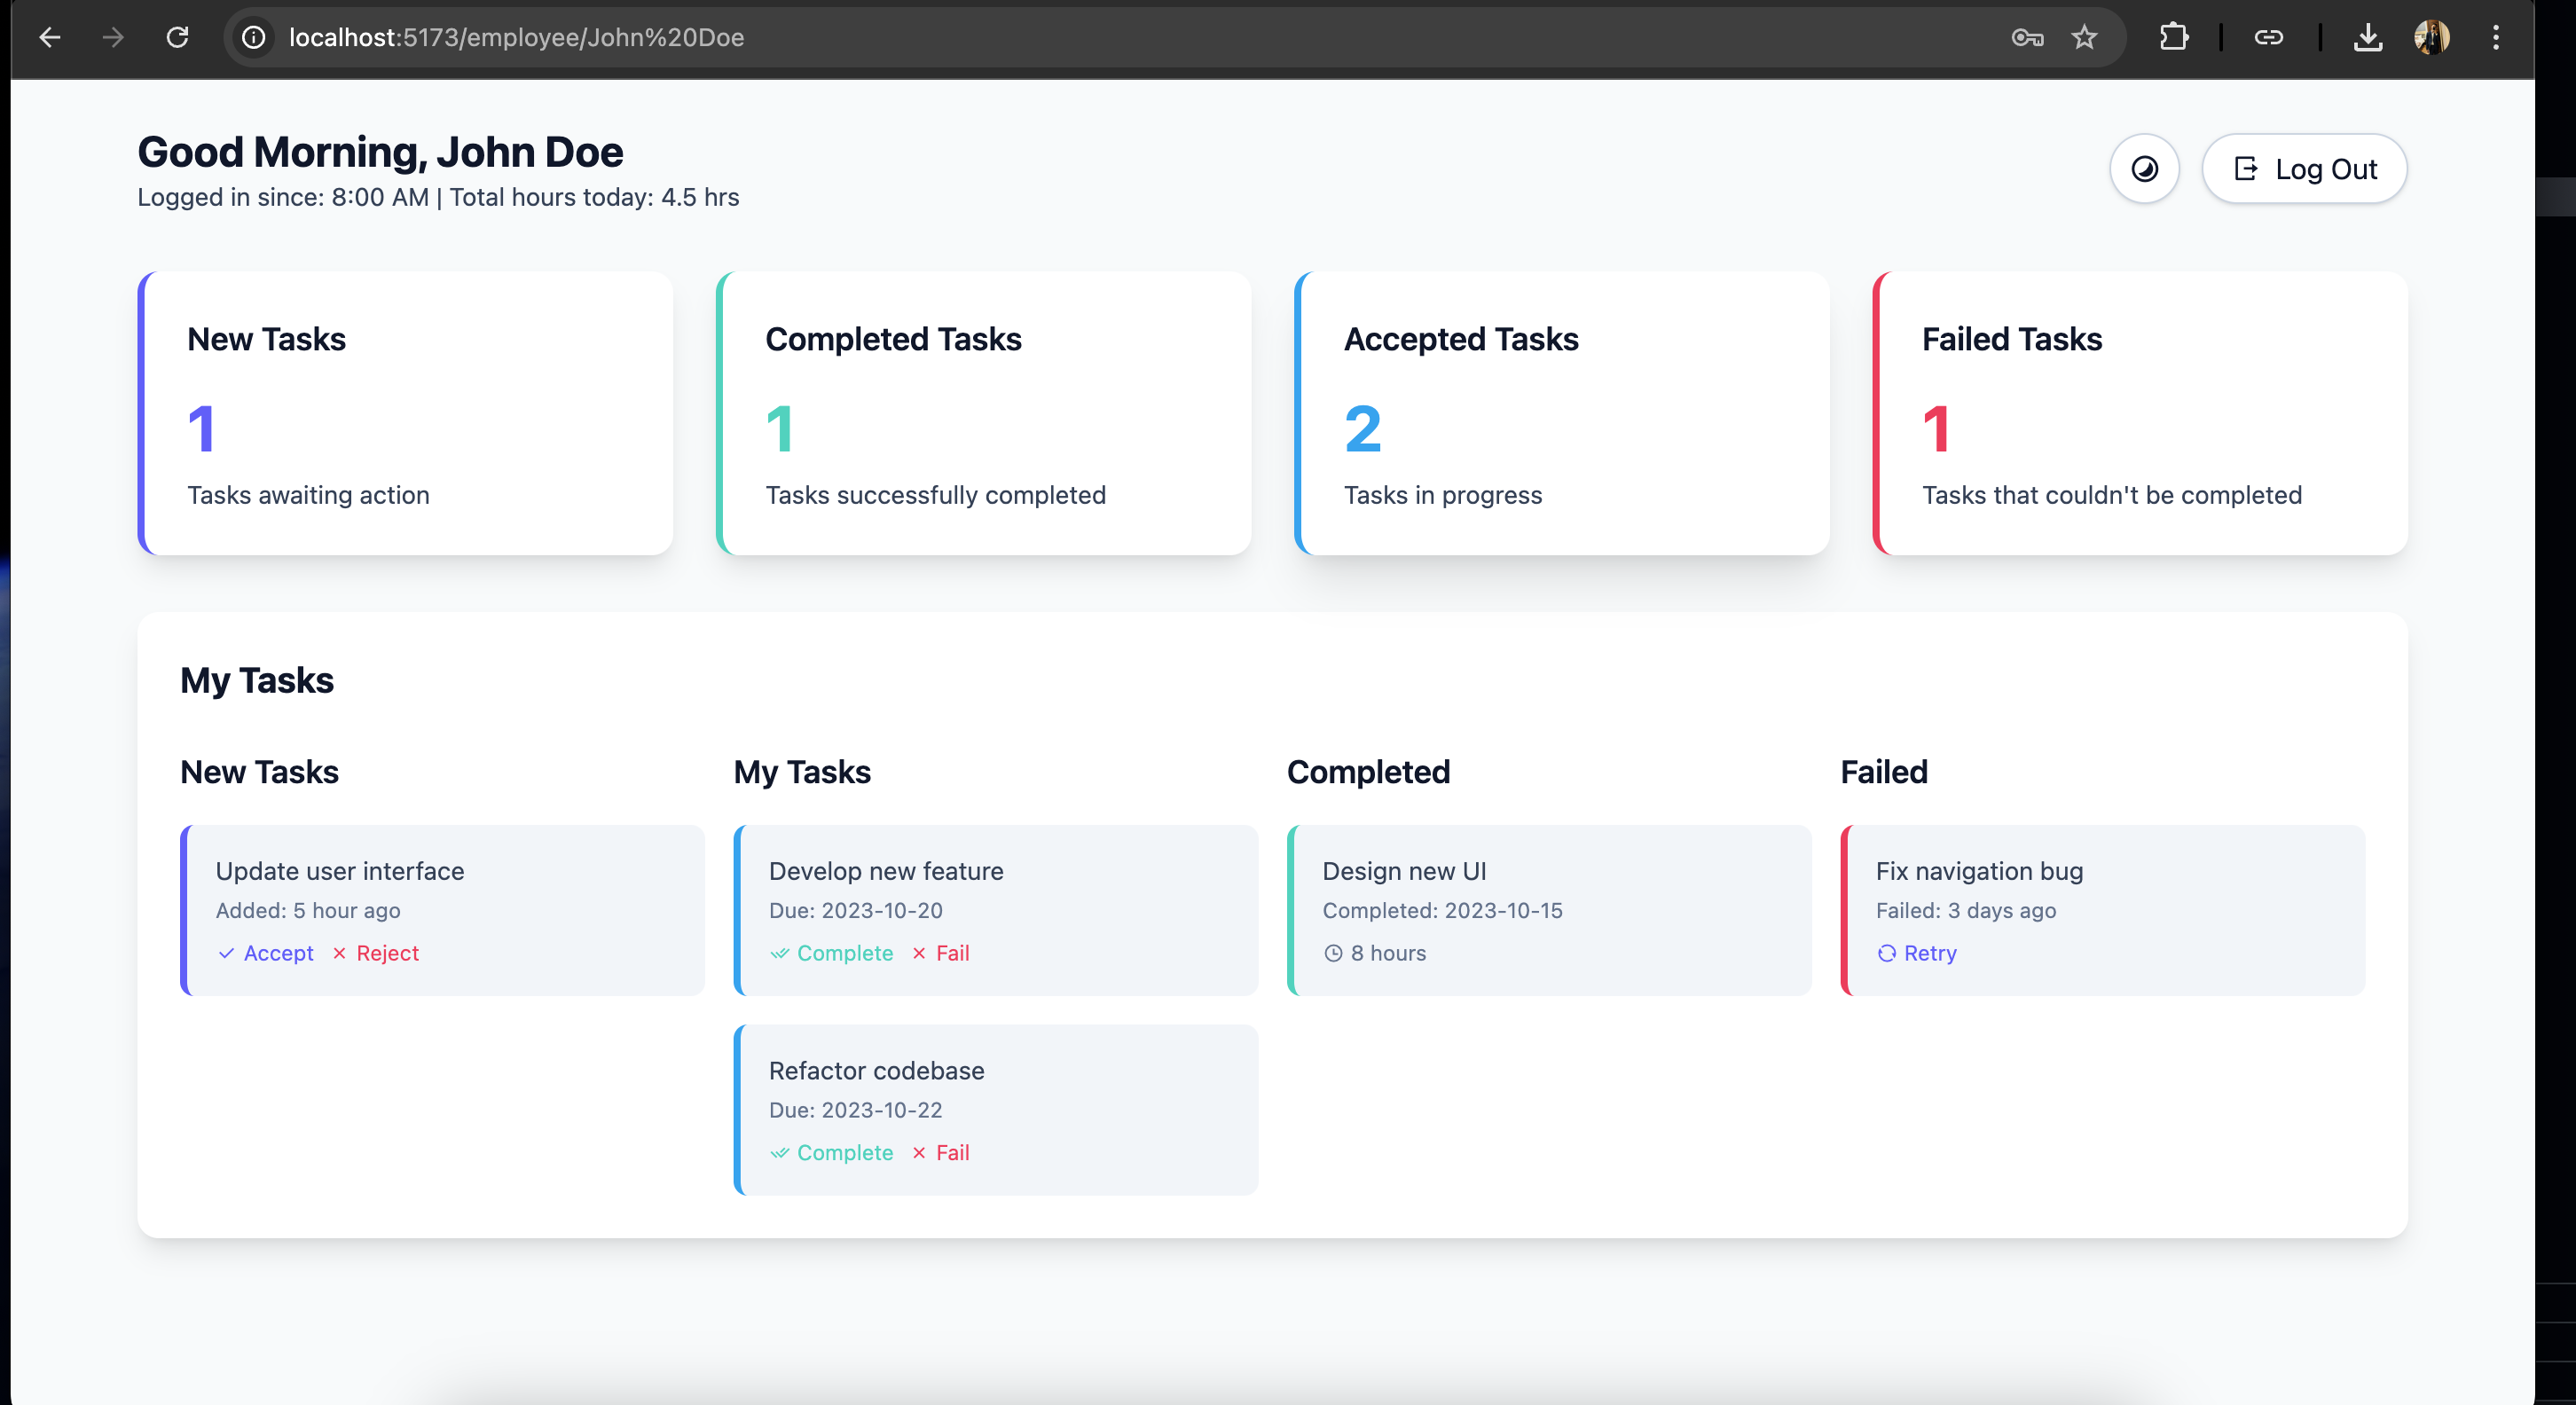 localhost:5173/employee/John%20Doe
Good Morning, John Doe
Logged in since: 8:00 AM | Total hours today: 4.5 hrs
Log Out
New Tasks
1
Tasks awaiting action
Completed Tasks
1
Tasks successfully completed
Accepted Tasks
2
Tasks in progress
Failed Tasks
1
Tasks that couldn't be completed
My Tasks
New Tasks
Update user interface
Added: 5 hour ago
Accept Reject
My Tasks
Develop new feature
Due: 2023-10-20
Complete Fail
Refactor codebase
Due: 2023-10-22
Complete Fail
Completed
Design new UI
Completed: 2023-10-15
8 hours
Failed
Fix navigation bug
Failed: 3 days ago
Retry